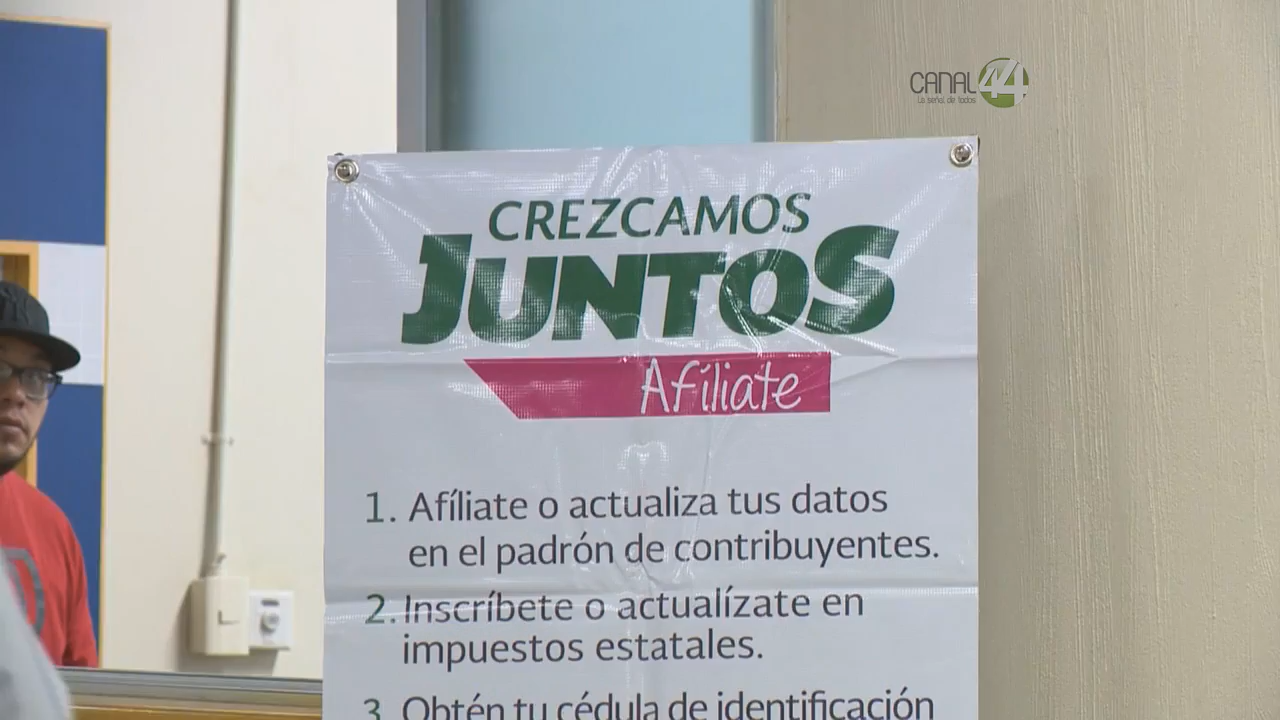 CANAL 44
La señal de todos
CREZCAMOS
JUNTOS
Afíliate
1. Afíliate o actualiza tus datos
en el padrón de contribuyentes.
2. Inscríbete o actualízate en
impuestos estatales.
3 Obtén tu cédula de identificación